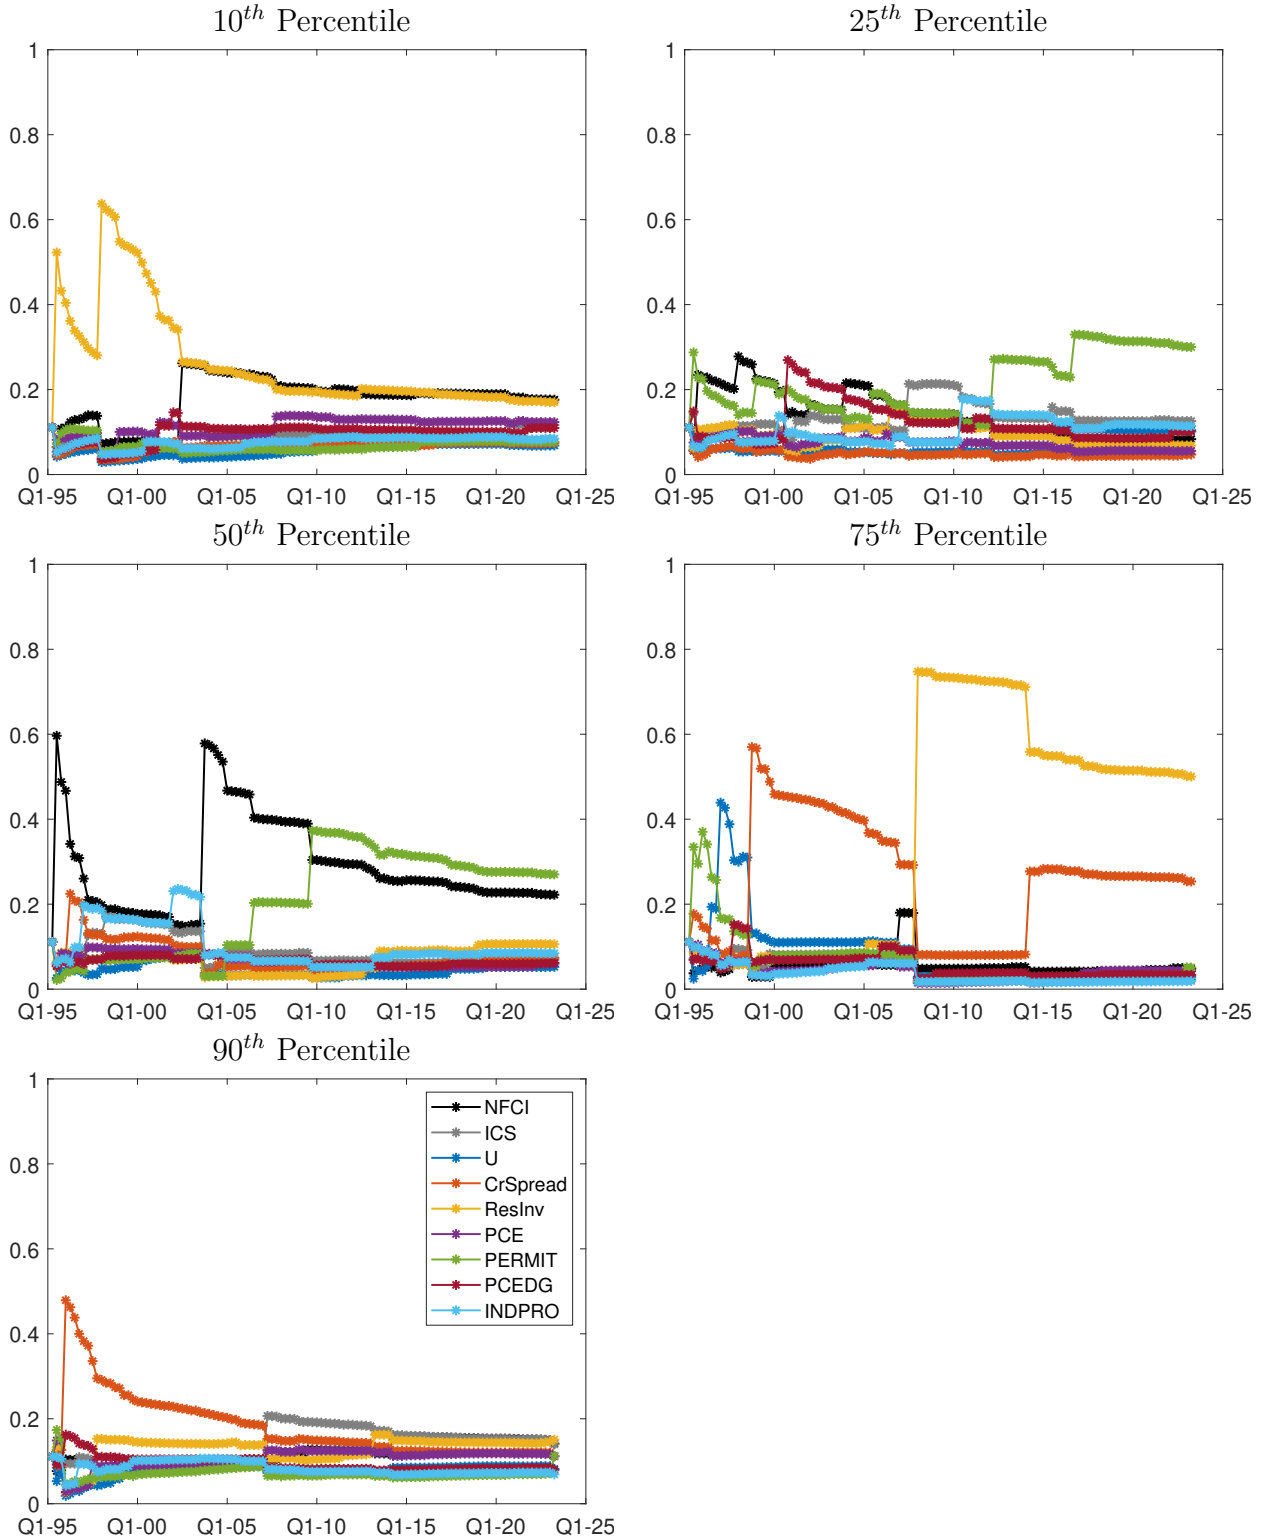 10th Percentile
1
0.8
0.6
0.4
0.2
0
Q1-95 Q1-00 Q1-05 Q1-10 Q1-15 Q1-20 Q1-25
25th Percentile
1
0.8
0.6
0.4
0.2
0
Q1-95 Q1-00 Q1-05 Q1-10 Q1-15 Q1-20 Q1-25
50th Percentile
1
0.8
0.6
0.4
0.2
0
Q1-95 Q1-00 Q1-05 Q1-10 Q1-15 Q1-20 Q1-25
75th Percentile
1
0.8
0.6
0.4
0.2
0
Q1-95 Q1-00 Q1-05 Q1-10 Q1-15 Q1-20 Q1-25
90th Percentile
1
0.8
0.6
0.4
0.2
0
Q1-95 Q1-00 Q1-05 Q1-10 Q1-15 Q1-20 Q1-25
NFCI
ICS
U
CrSpread
ResInv
PCE
PERMIT
PCEDG
INDPRO